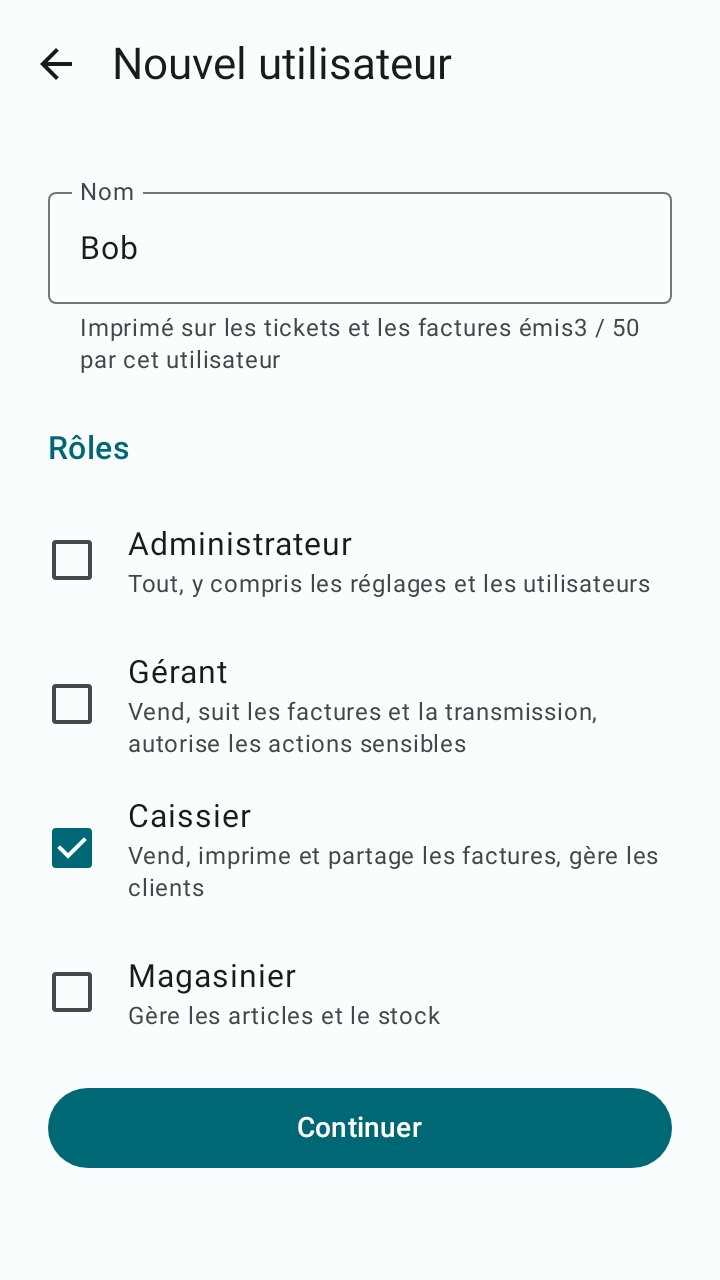 Nouvel utilisateur
Nom
Bob
Imprimé sur les tickets et les factures émis 3 / 50
par cet utilisateur
Rôles
Administrateur
Tout, y compris les réglages et les utilisateurs
Gérant
Vend, suit les factures et la transmission,
autorise les actions sensibles
Caissier
Vend, imprime et partage les factures, gère les
clients
Magasinier
Gère les articles et le stock
Continuer